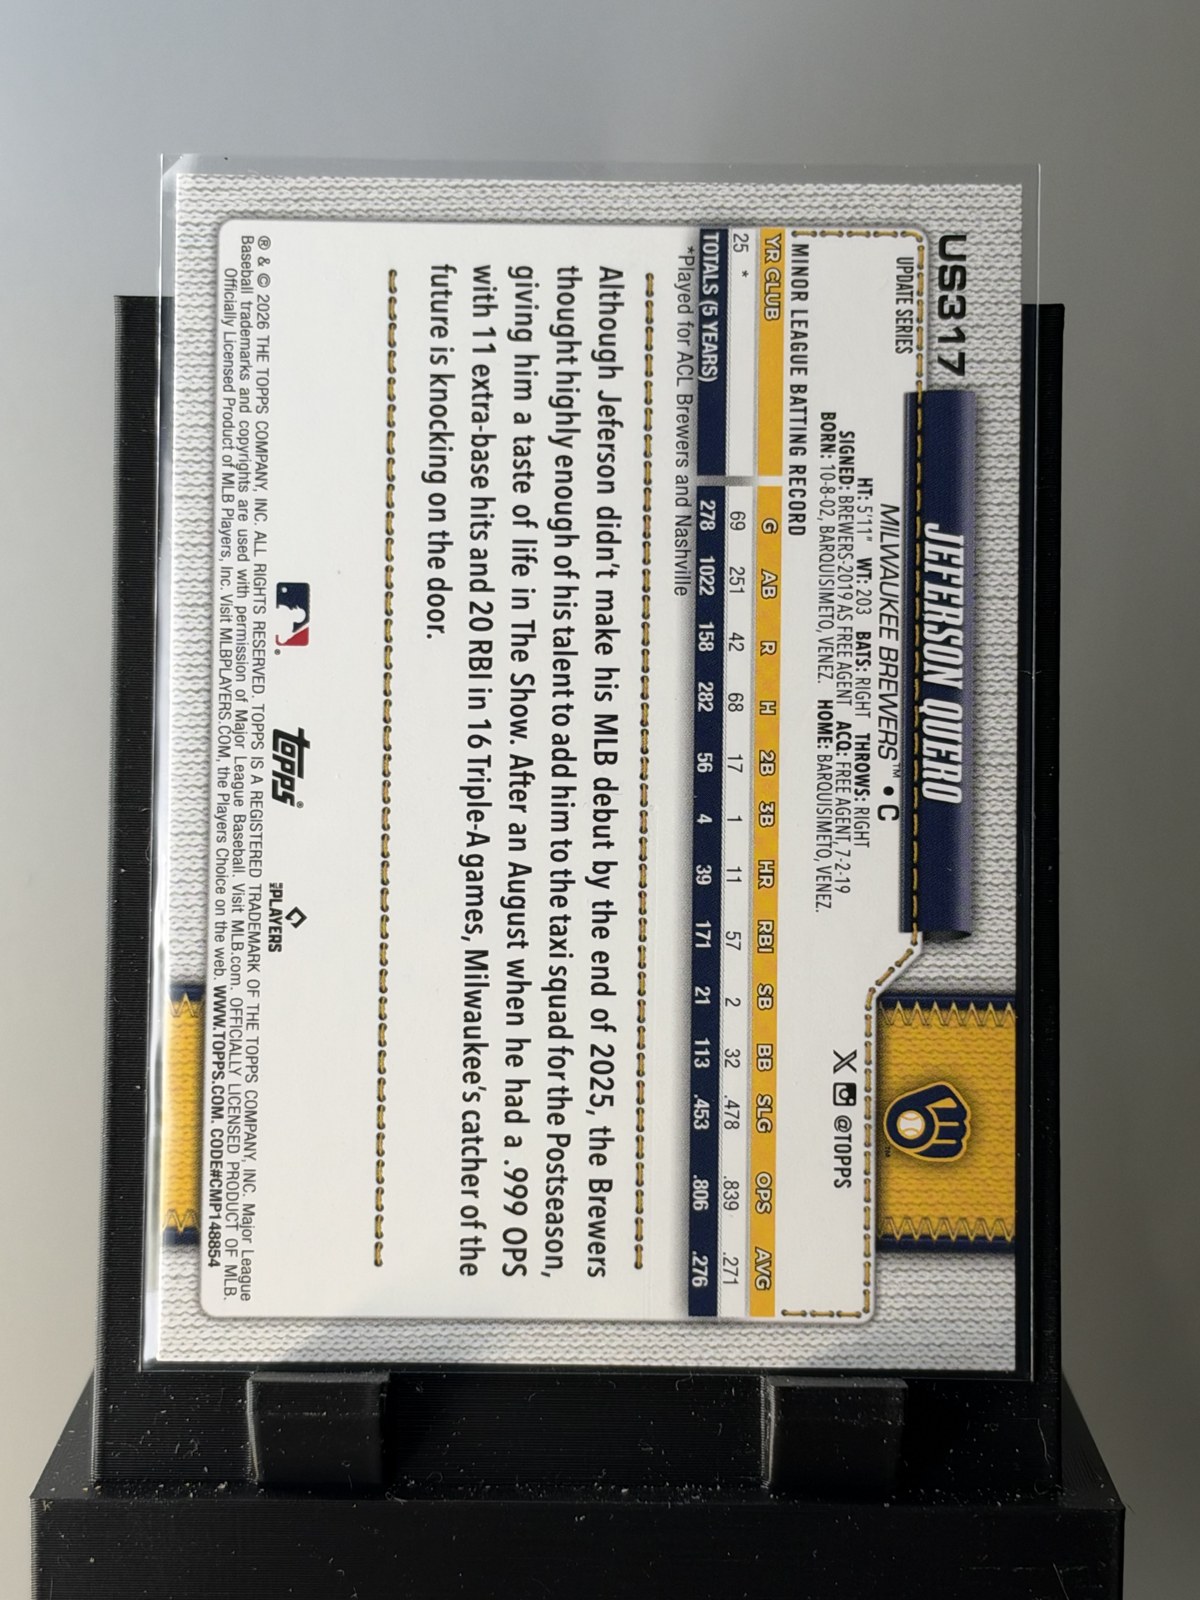 US317
UPDATE SERIES
JEFERSON QUERO
MILWAUKEE BREWERS™ • C
HT: 5'11" WT: 203 BATS: RIGHT THROWS: RIGHT
SIGNED: BREWERS-2019 AS FREE AGENT ACQ: FREE AGENT, 7-2-19
BORN: 10-8-02, BARQUISIMETO, VENEZ. HOME: BARQUISIMETO, VENEZ.
@TOPPS
MINOR LEAGUE BATTING RECORD
YR CLUB G AB R H 2B 3B HR RBI SB BB SLG OPS AVG
25 * 69 251 42 68 17 1 11 57 2 32 .478 .839 .271
TOTALS (5 YEARS) 278 1022 158 282 56 4 39 171 21 113 .453 .806 .276
*Played for ACL Brewers and Nashville
Although Jeferson didn't make his MLB debut by the end of 2025, the Brewers
thought highly enough of his talent to add him to the taxi squad for the Postseason,
giving him a taste of life in The Show. After an August when he had a .999 OPS
with 11 extra-base hits and 20 RBI in 16 Triple-A games, Milwaukee's catcher of the
future is knocking on the door.
topps®
MLB PLAYERS
® & © 2026 THE TOPPS COMPANY, INC. ALL RIGHTS RESERVED. TOPPS IS A REGISTERED TRADEMARK OF THE TOPPS COMPANY, INC. Major League
Baseball trademarks and copyrights are used with permission of Major League Baseball. Visit MLB.com. OFFICIALLY LICENSED PRODUCT OF MLB.
Officially Licensed Product of MLB Players, Inc. Visit MLBPLAYERS.COM, the Players Choice on the web. WWW.TOPPS.COM. CODE#CMP148854